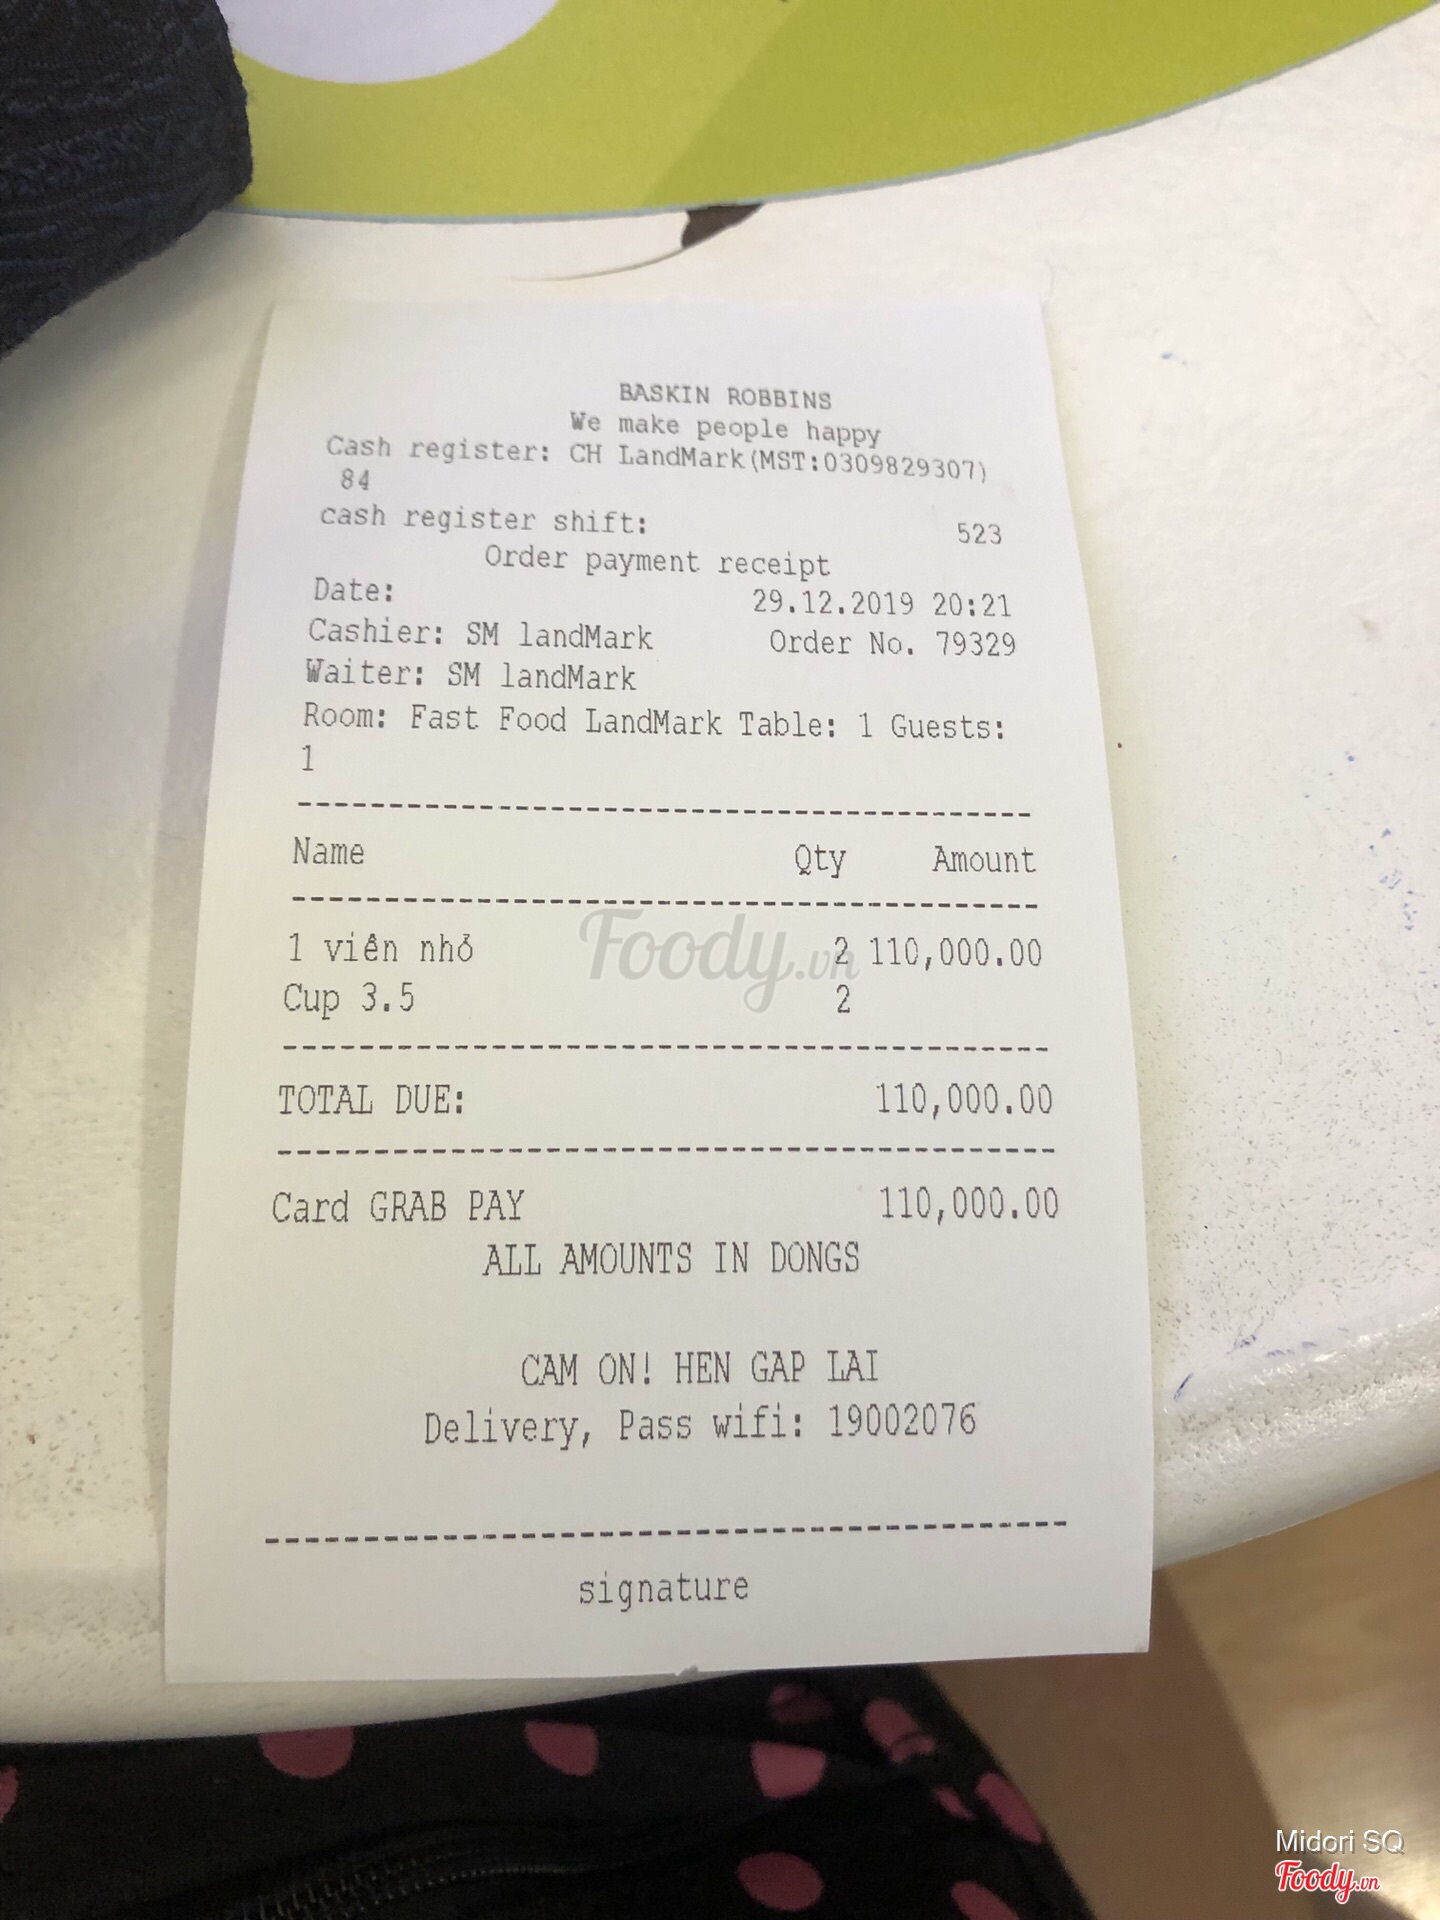 BASKIN ROBBINS
We make people happy
Cash register: CH LandMark(MST:0309829307)
84
cash register shift: 523
Order payment receipt
Date: 29.12.2019 20:21
Cashier: SM landMark Order No. 79329
Waiter: SM landMark
Room: Fast Food LandMark Table: 1 Guests:
1
Name Qty Amount
1 viên nhỏ 2 110,000.00
Cup 3.5 2
TOTAL DUE: 110,000.00
Card GRAB PAY 110,000.00
ALL AMOUNTS IN DONGS
CAM ON! HEN GAP LAI
Delivery, Pass wifi: 19002076
signature
Foody.vn
Midori SQ
Foody.vn